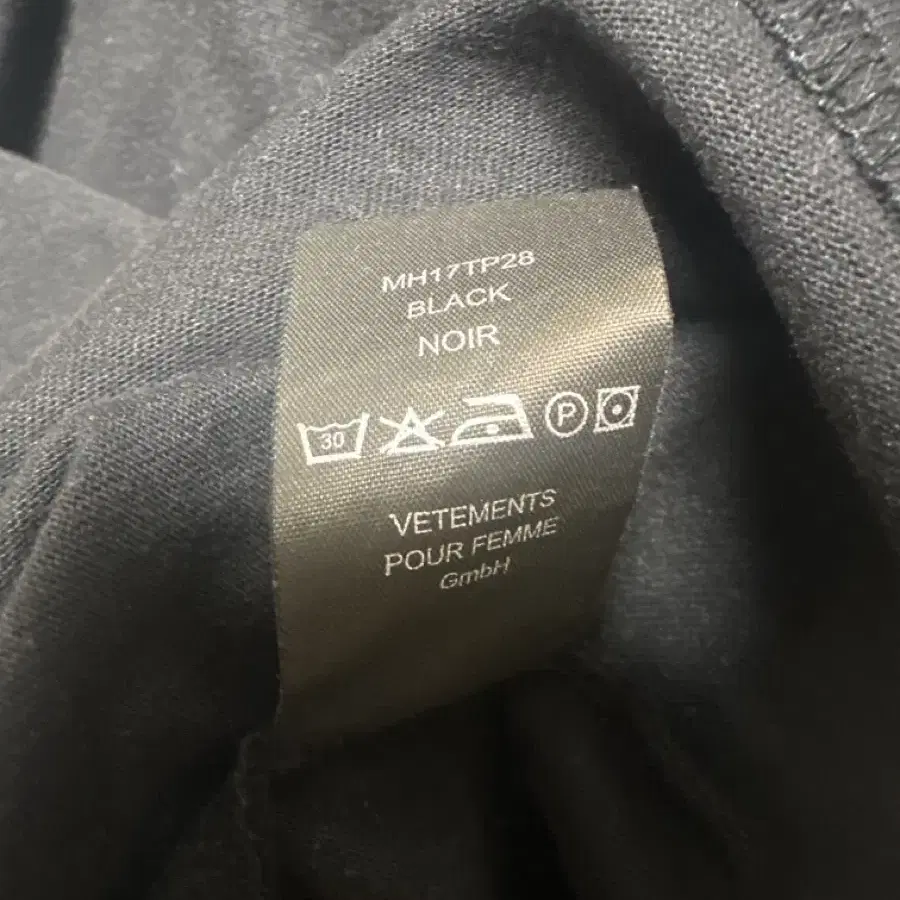 MH17TP28
BLACK
NOIR
30 P
VETEMENTS
POUR FEMME
GmbH